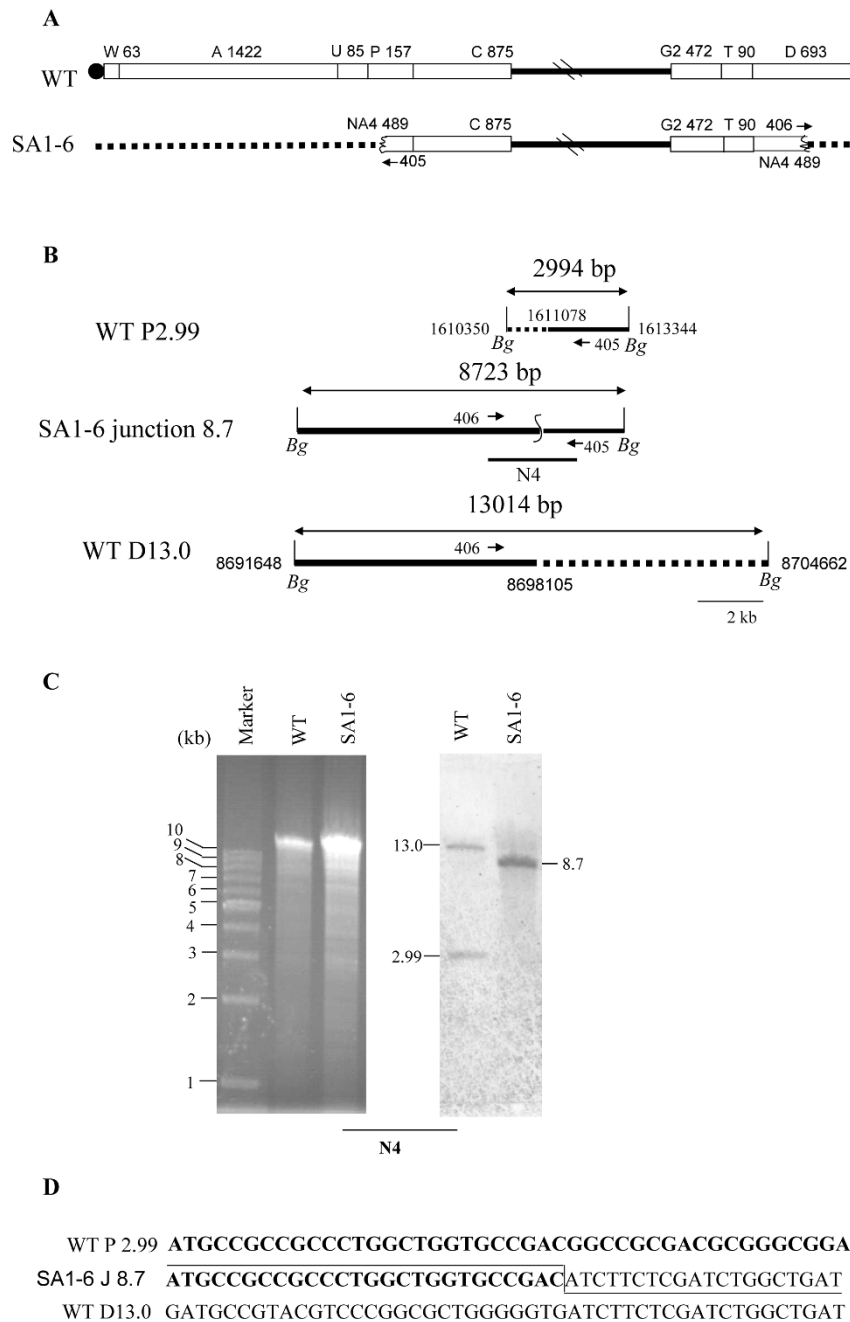 A
W 63 A 1422 U 85 P 157 C 875 G2 472 T 90 D 693
WT
NA4 489 C 875 G2 472 T 90 406
SA1-6
405 NA4 489
B
2994 bp
WT P2.99
1610350 1611078 1613344
Bg 405 Bg
8723 bp
SA1-6 junction 8.7
406
Bg 405 Bg
N4
13014 bp
WT D13.0
406
8691648 8698105 8704662
Bg Bg
2 kb
C
(kb) Marker WT SA1-6 WT SA1-6
10
9
8
7
6
5
4
3
2
1
13.0
8.7
2.99
N4
D
WT P 2.99 ATGCCGCCGCCCTGGCTGGTGCCGACGGCCGCGACGCGGGCGGA
SA1-6 J 8.7 ATGCCGCCGCCCTGGCTGGTGCCGACATCTTCTCGATCTGGCTGAT
WT D13.0 GATGCCGTACGTCCCGGCGCTGGGGGTGATCTTCTCGATCTGGCTGAT